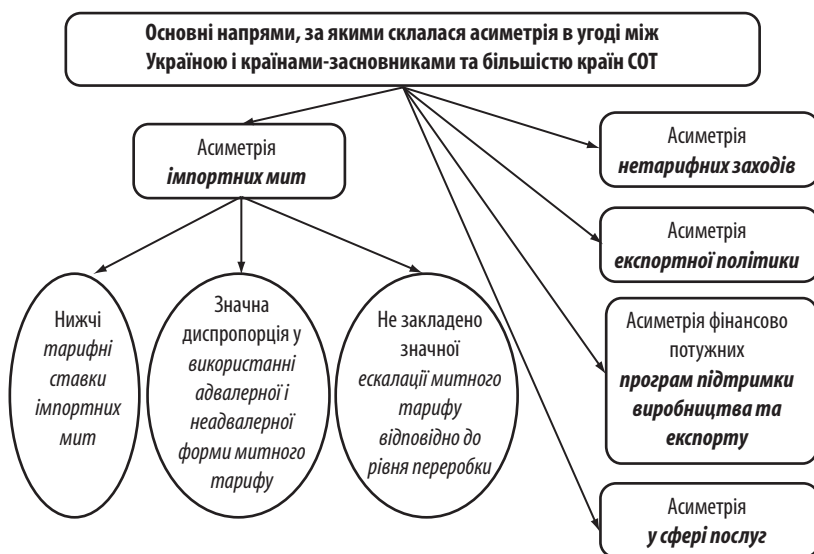 Основні напрями, за якими склалася асиметрія в угоді між
Україною і країнами-засновниками та більшістю країн СОТ
Асиметрія
імпортних мит
Нижчі
тарифні
ставки
імпортних
мит
Значна
диспропорція у
використанні
адвалерної і
неадвалерної
форми митного
тарифу
Не закладено
значної
ескалації митного
тарифу
відповідно до
рівня переробки
Асиметрія
нетарифних заходів
Асиметрія
експортної політики
Асиметрія фінансово
потужних
програм підтримки
виробництва та
експорту
Асиметрія
у сфері послуг